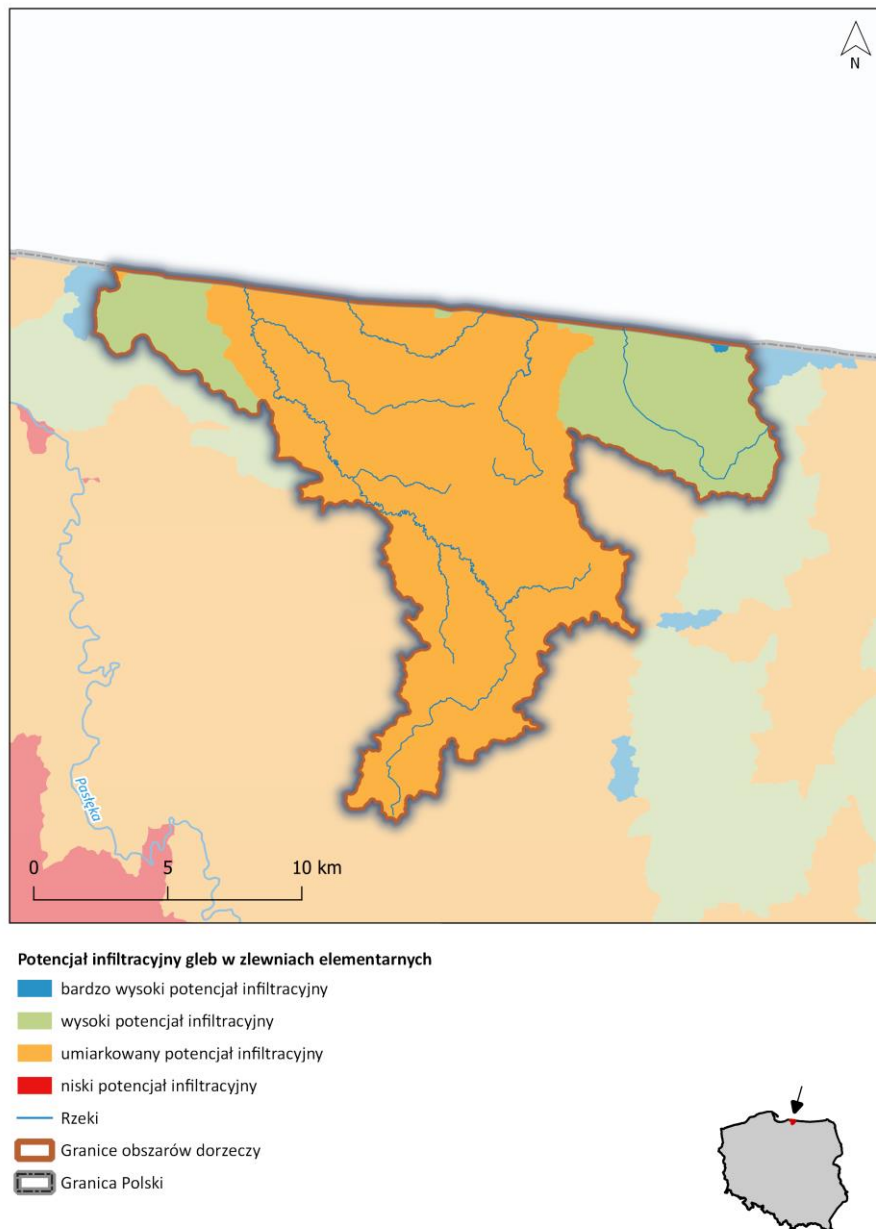 N
Pasłęka
0 5 10 km
Potencjał infiltracyjny gleb w zlewniach elementarnych
bardzo wysoki potencjał infiltracyjny
wysoki potencjał infiltracyjny
umiarkowany potencjał infiltracyjny
niski potencjał infiltracyjny
Rzeki
Granice obszarów dorzeczy
Granica Polski